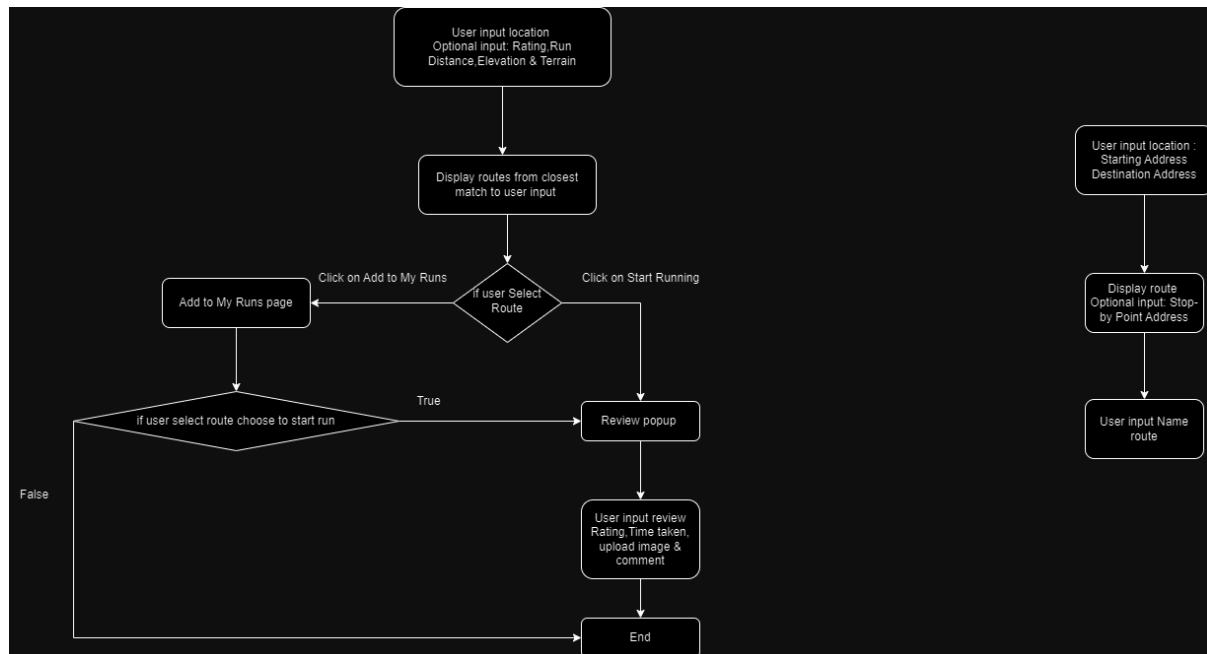 User input location
Optional input: Rating,Run
Distance,Elevation & Terrain
Display routes from closest
match to user input
Click on Add to My Runs
if user Select
Route
Click on Start Running
Add to My Runs page
if user select route choose to start run
True
False
Review popup
User input review
Rating,Time taken,
upload image &
comment
End
User input location :
Starting Address
Destination Address
Display route
Optional input: Stop-
by Point Address
User input Name
route